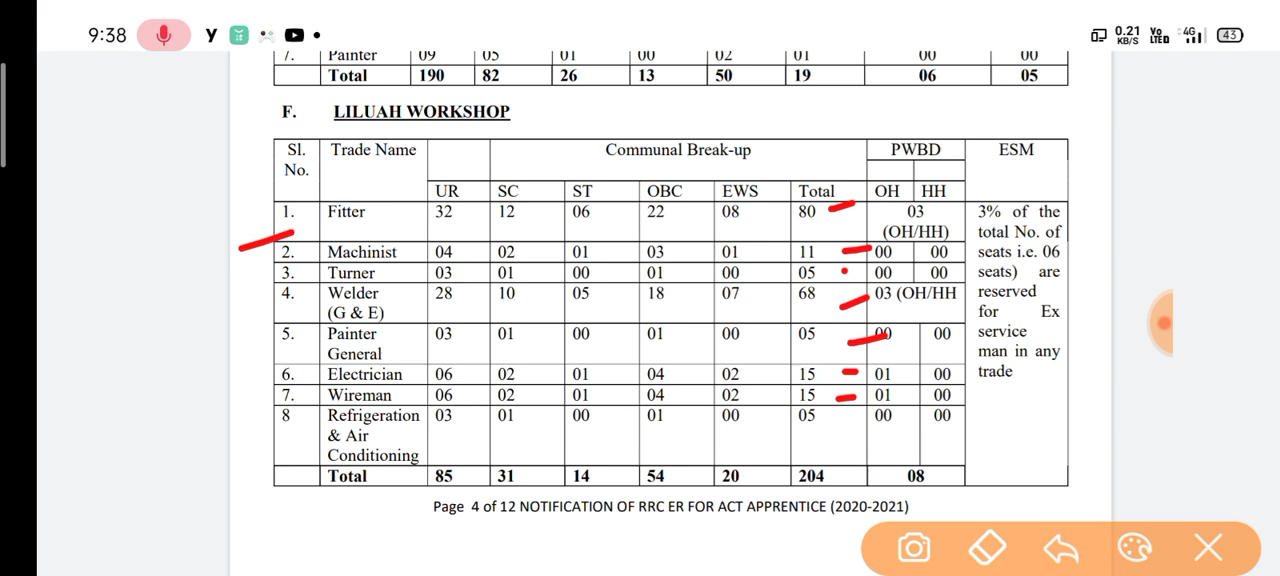 9:38 y 0.21 KB/S Vo LTE 4G 43
7. Painter 09 05 01 00 02 01 00 00
Total 190 82 26 13 50 19 06 05
F. LILUAH WORKSHOP
Sl. No. Trade Name Communal Break-up PWBD ESM
UR SC ST OBC EWS Total OH HH
1. Fitter 32 12 06 22 08 80 03 3% of the
(OH/HH) total No. of
2. Machinist 04 02 01 03 01 11 00 00 seats i.e. 06
3. Turner 03 01 00 01 00 05 00 00 seats) are
4. Welder 28 10 05 18 07 68 03 (OH/HH reserved
(G & E) for Ex
5. Painter 03 01 00 01 00 05 00 00 service
General man in any
6. Electrician 06 02 01 04 02 15 01 00 trade
7. Wireman 06 02 01 04 02 15 01 00
8 Refrigeration 03 01 00 01 00 05 00 00
& Air
Conditioning
Total 85 31 14 54 20 204 08
Page 4 of 12 NOTIFICATION OF RRC ER FOR ACT APPRENTICE (2020-2021)